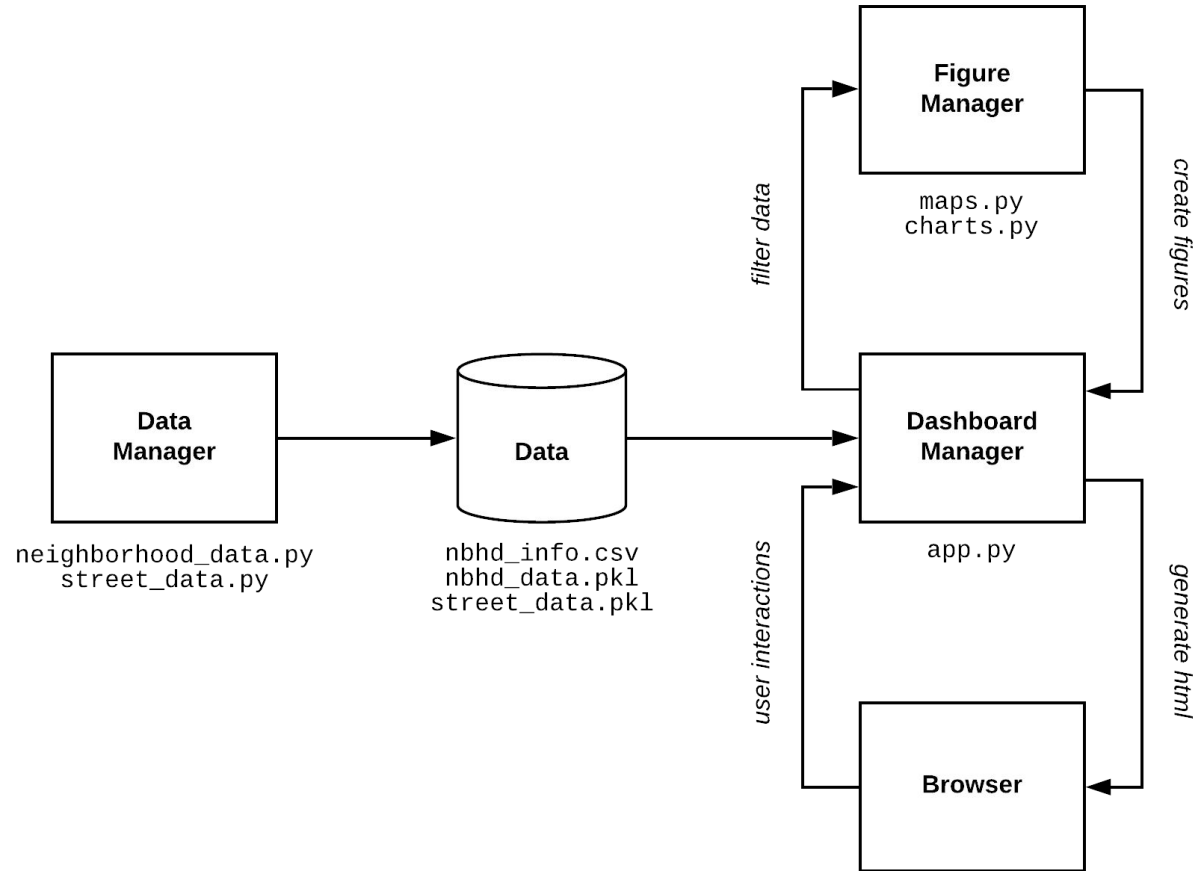 Figure
Manager
maps.py
charts.py
filter data
create figures
Data
Manager
neighborhood_data.py
street_data.py
Data
nbhd_info.csv
nbhd_data.pkl
street_data.pkl
Dashboard
Manager
app.py
user interactions
generate html
Browser